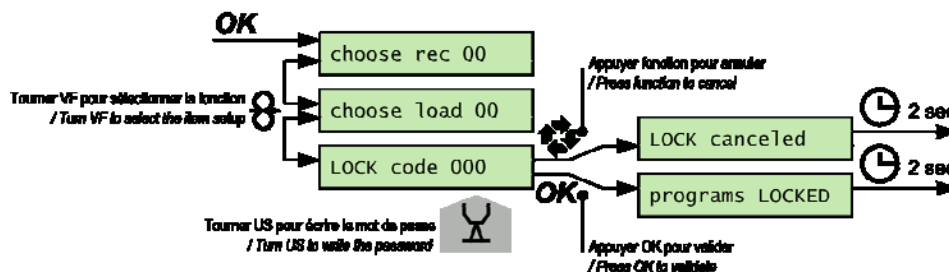 OK
choose rec 00
Appuyer fonction pour annuler
/ Press function to cancel
Tourner VF pour sélectionner la fonction
/ Turn VF to select the item setup
choose load 00
2 sec
LOCK code 000
LOCK canceled
2 sec
OK
programs LOCKED
Tourner US pour écrire le mot de passe
/ Turn US to write the password
Appuyer OK pour valider
/ Press OK to validate